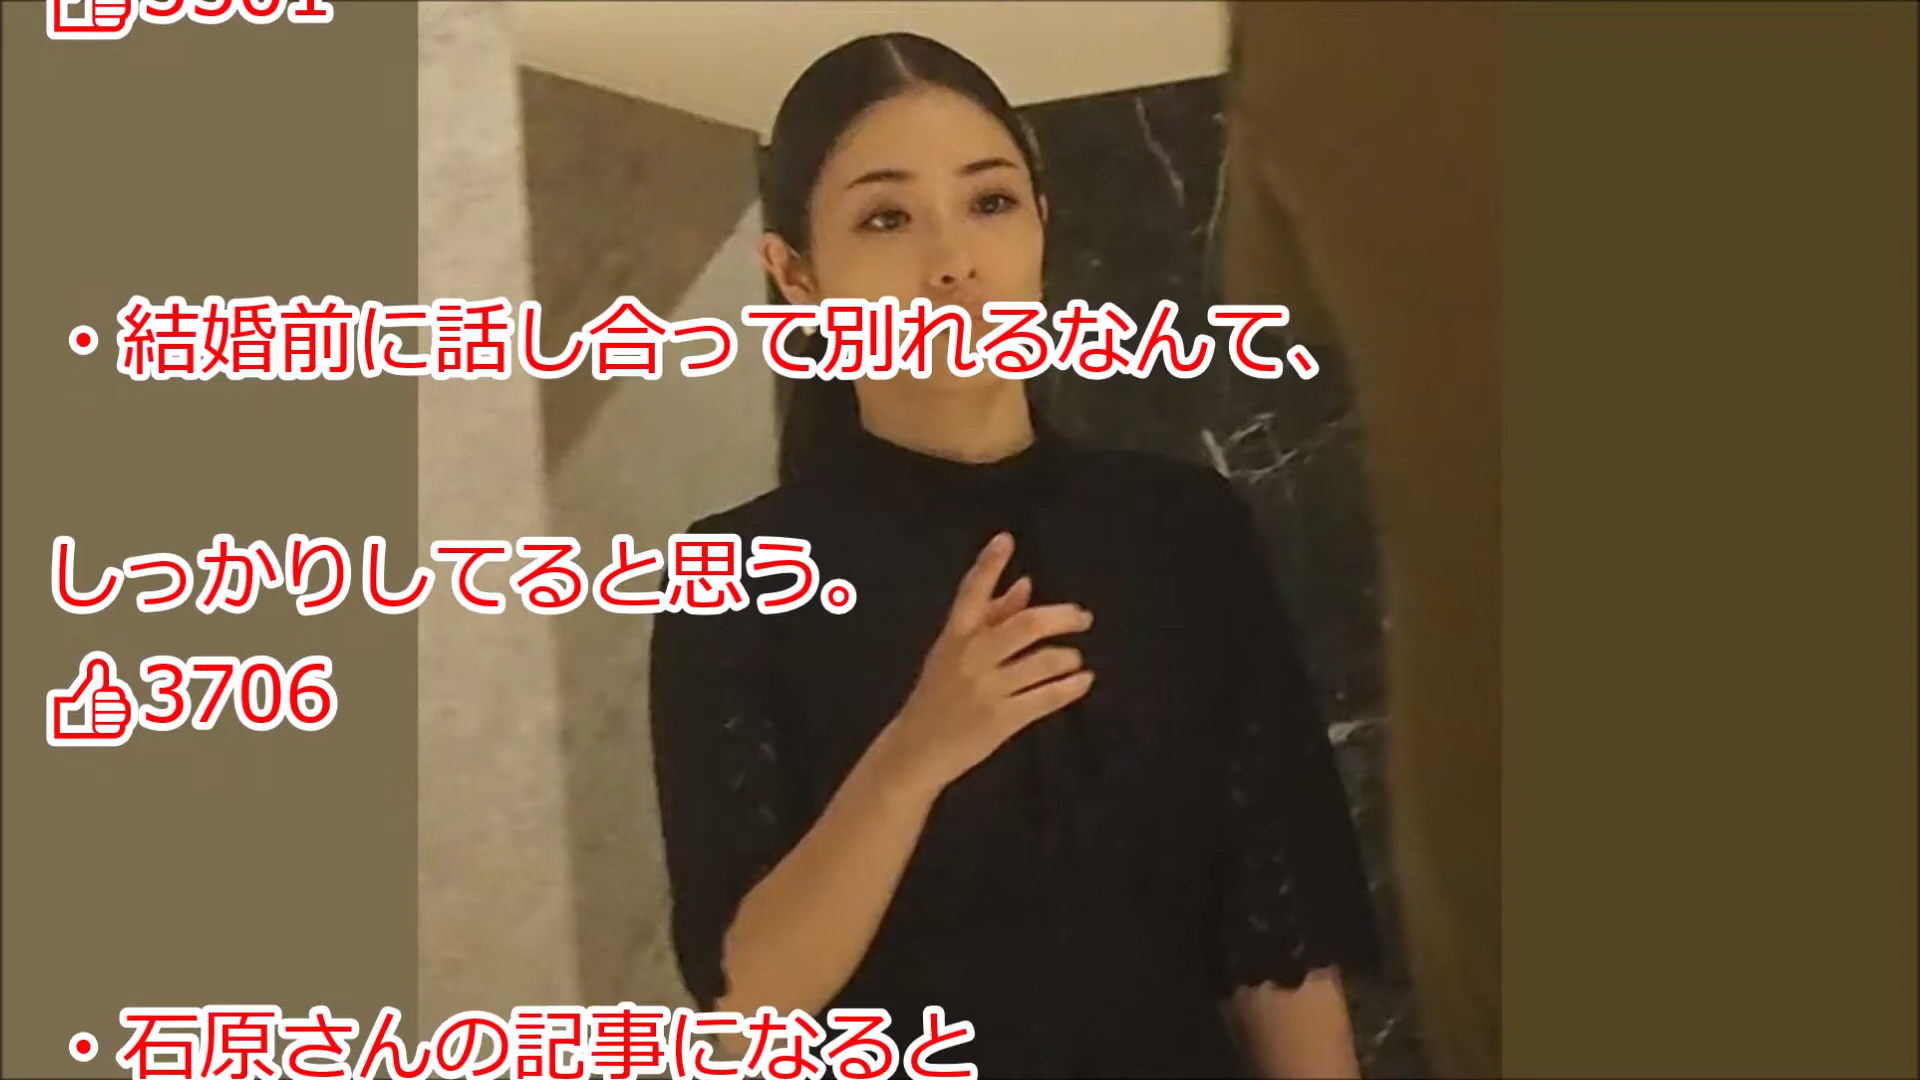 ・結婚前に話し合って別れるなんて、
しっかりしてると思う。
👍3706
・石原さんの記事になると